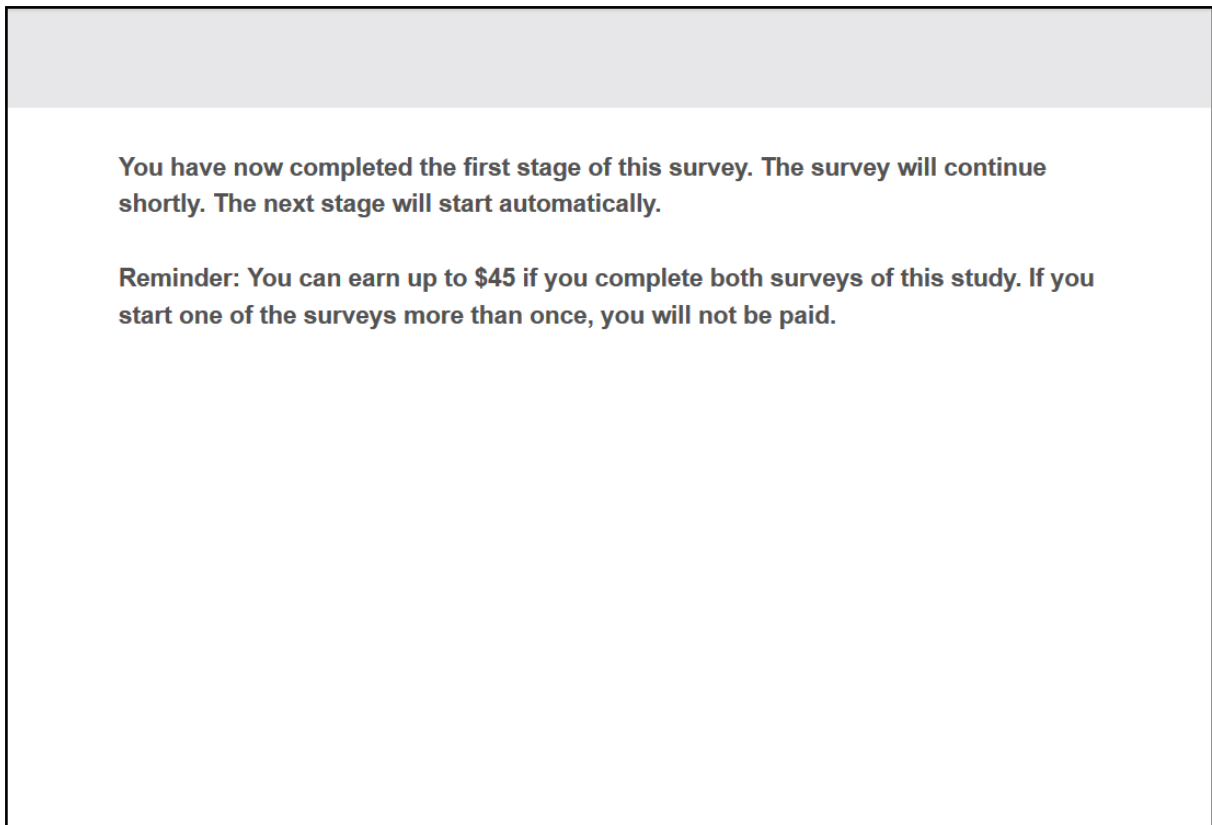 You have now completed the first stage of this survey. The survey will continue
shortly. The next stage will start automatically.
Reminder: You can earn up to $45 if you complete both surveys of this study. If you
start one of the surveys more than once, you will not be paid.